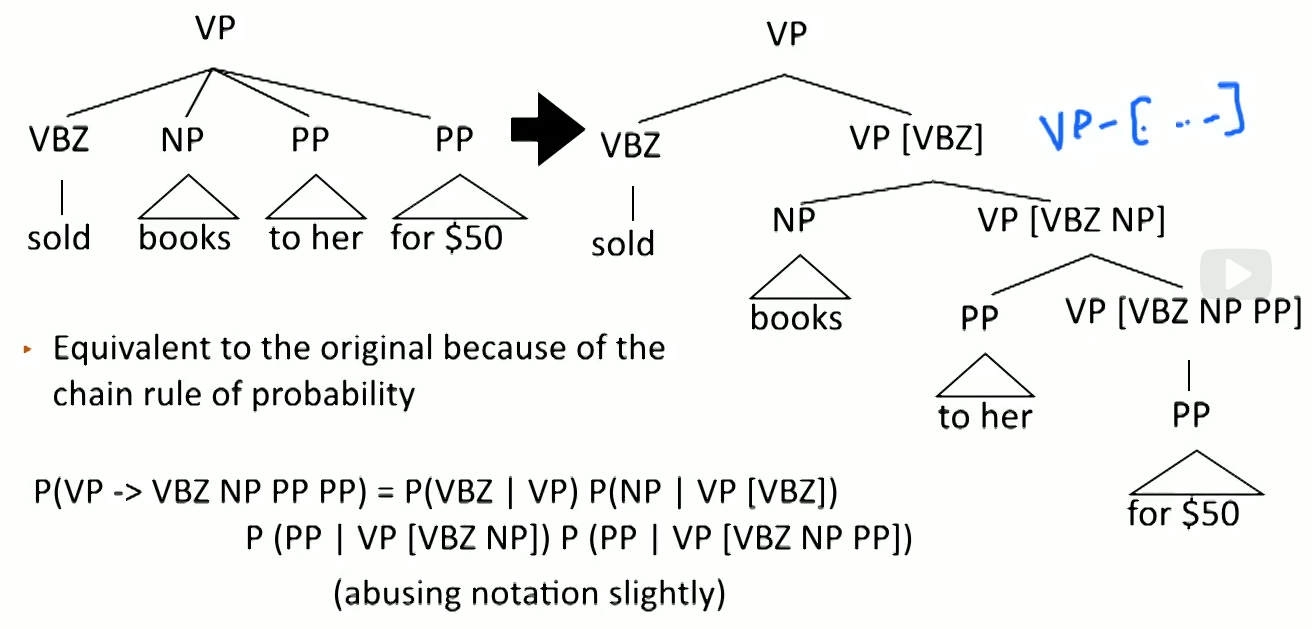 VP
VBZ NP PP PP
sold books to her for $50
VP
VBZ VP [VBZ]
VP-[...-]
sold NP VP [VBZ NP]
books PP VP [VBZ NP PP]
to her PP
for $50
‣ Equivalent to the original because of the
chain rule of probability
P(VP -> VBZ NP PP PP) = P(VBZ | VP) P(NP | VP [VBZ])
P (PP | VP [VBZ NP]) P (PP | VP [VBZ NP PP])
(abusing notation slightly)